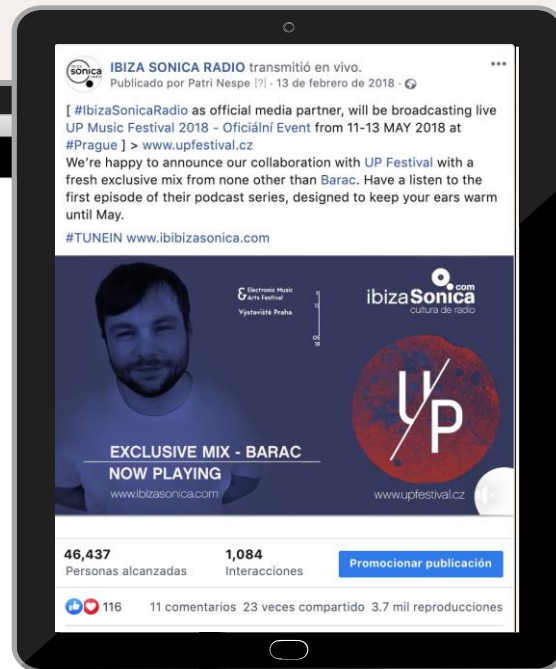 IBIZA SONICA RADIO transmitió en vivo.
Publicado por Patri Nespe [?] · 13 de febrero de 2018 ·
[ #IbizaSonicaRadio as official media partner, will be broadcasting live
UP Music Festival 2018 - Oficiální Event from 11-13 MAY 2018 at
#Prague ] > www.upfestival.cz
We're happy to announce our collaboration with UP Festival with a
fresh exclusive mix from none other than Barac. Have a listen to the
first episode of their podcast series, designed to keep your ears warm
until May.
#TUNEIN www.ibibizasonica.com
& Electronic Music
Arts Festival
Výstaviště Praha
.com
ibizaSonica
cultura de radio
U/P
EXCLUSIVE MIX - BARAC
NOW PLAYING
www.ibizasonica.com
www.upfestival.cz
46,437
Personas alcanzadas
1,084
Interacciones
Promocionar publicación
116
11 comentarios 23 veces compartido 3.7 mil reproducciones